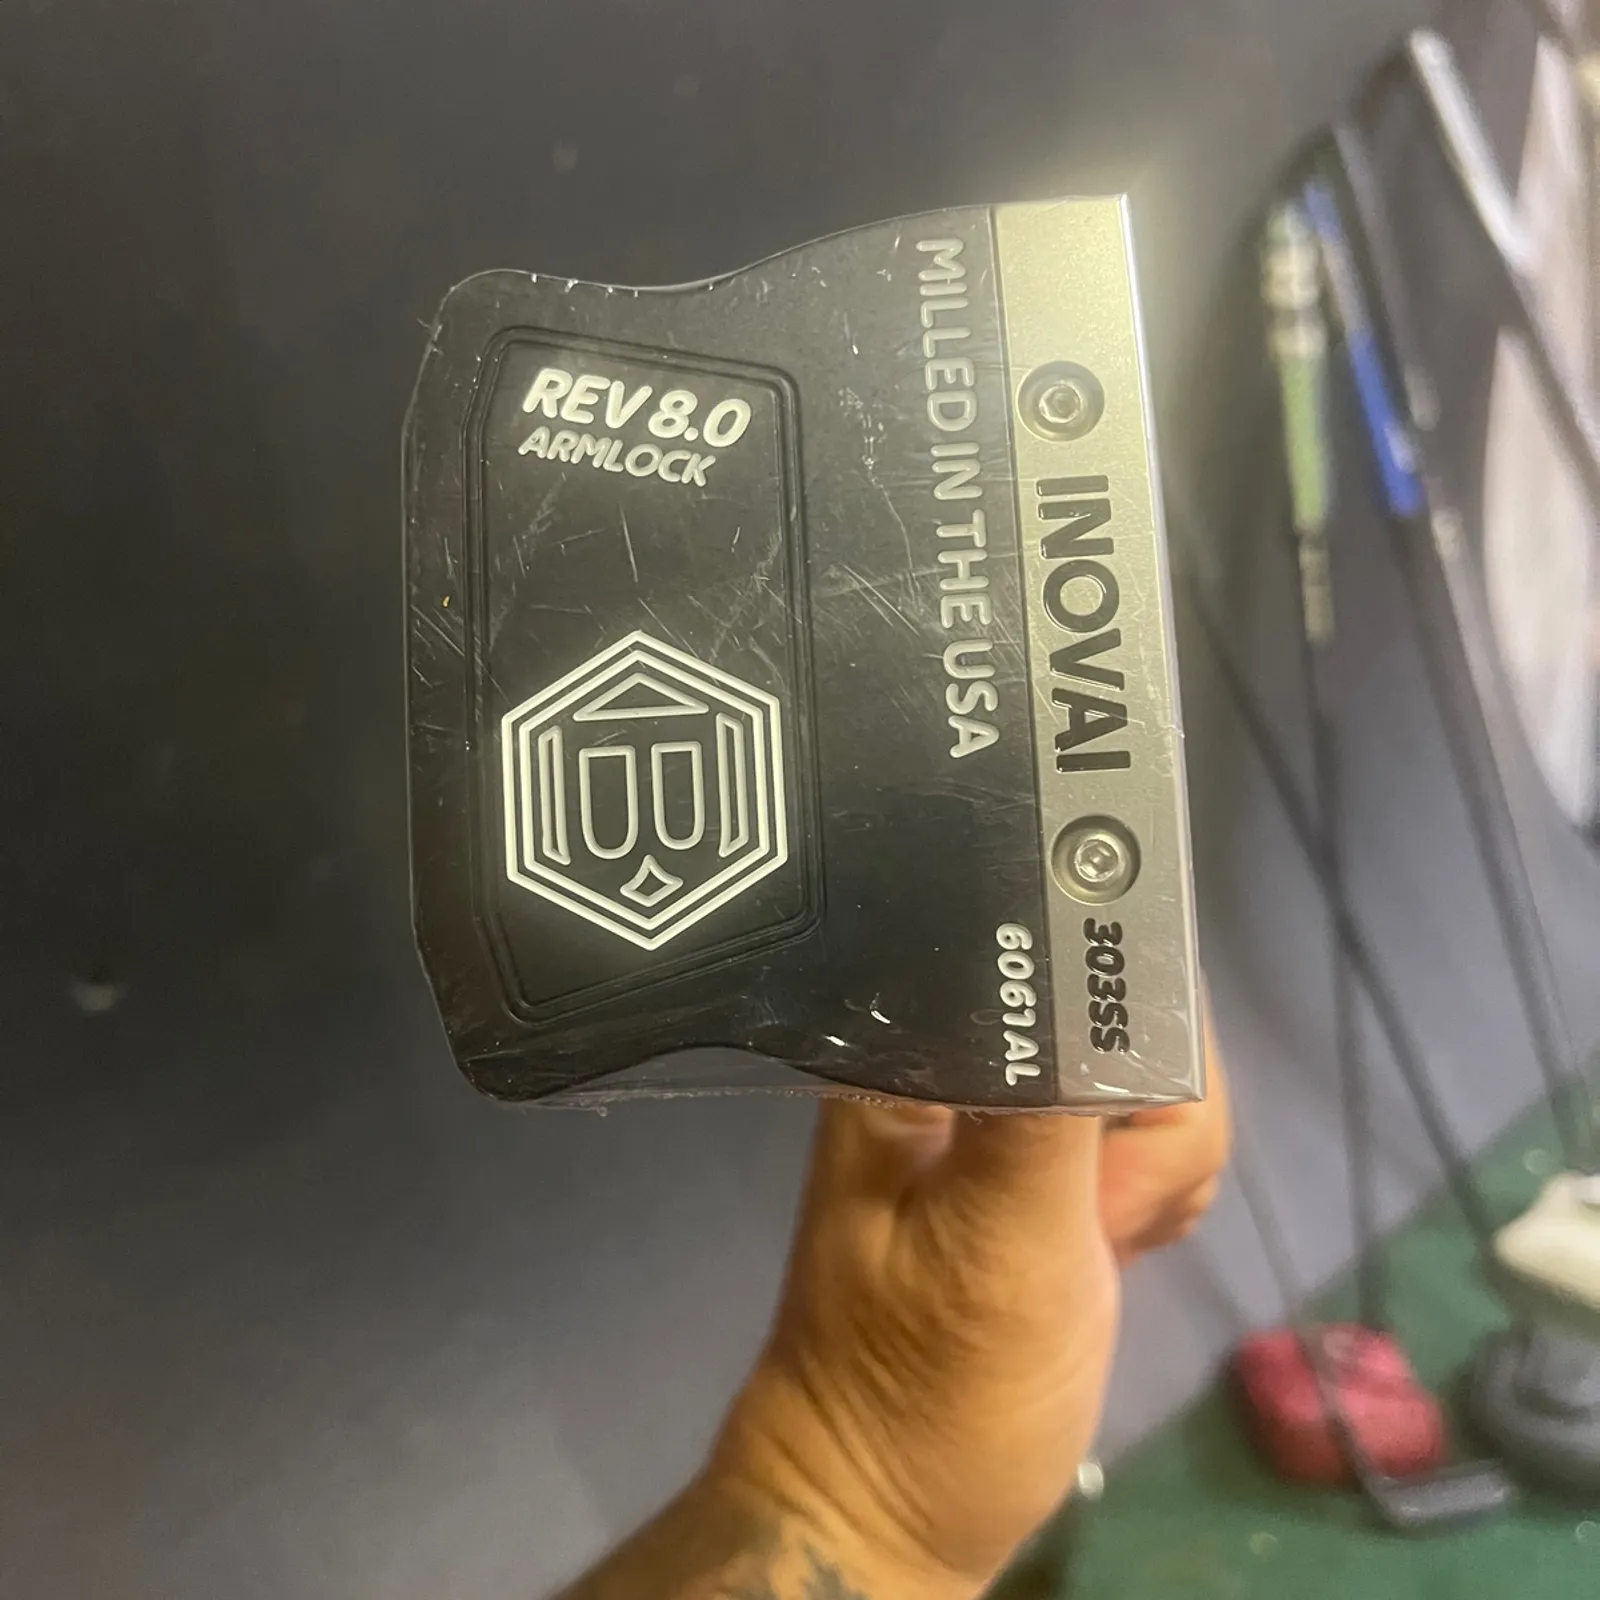 REV 8.0
ARMLOCK
MILLED IN THE USA
6061AL
INOVAI
303SS